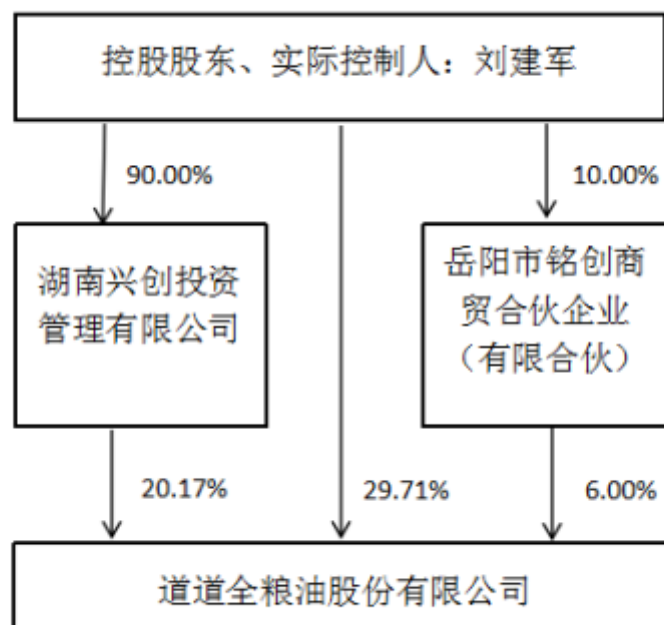 控股股东、实际控制人：刘建军
90.00%
10.00%
湖南兴创投资
管理有限公司
岳阳市铭创商
贸合伙企业
（有限合伙）
20.17%
29.71%
6.00%
道道全粮油股份有限公司